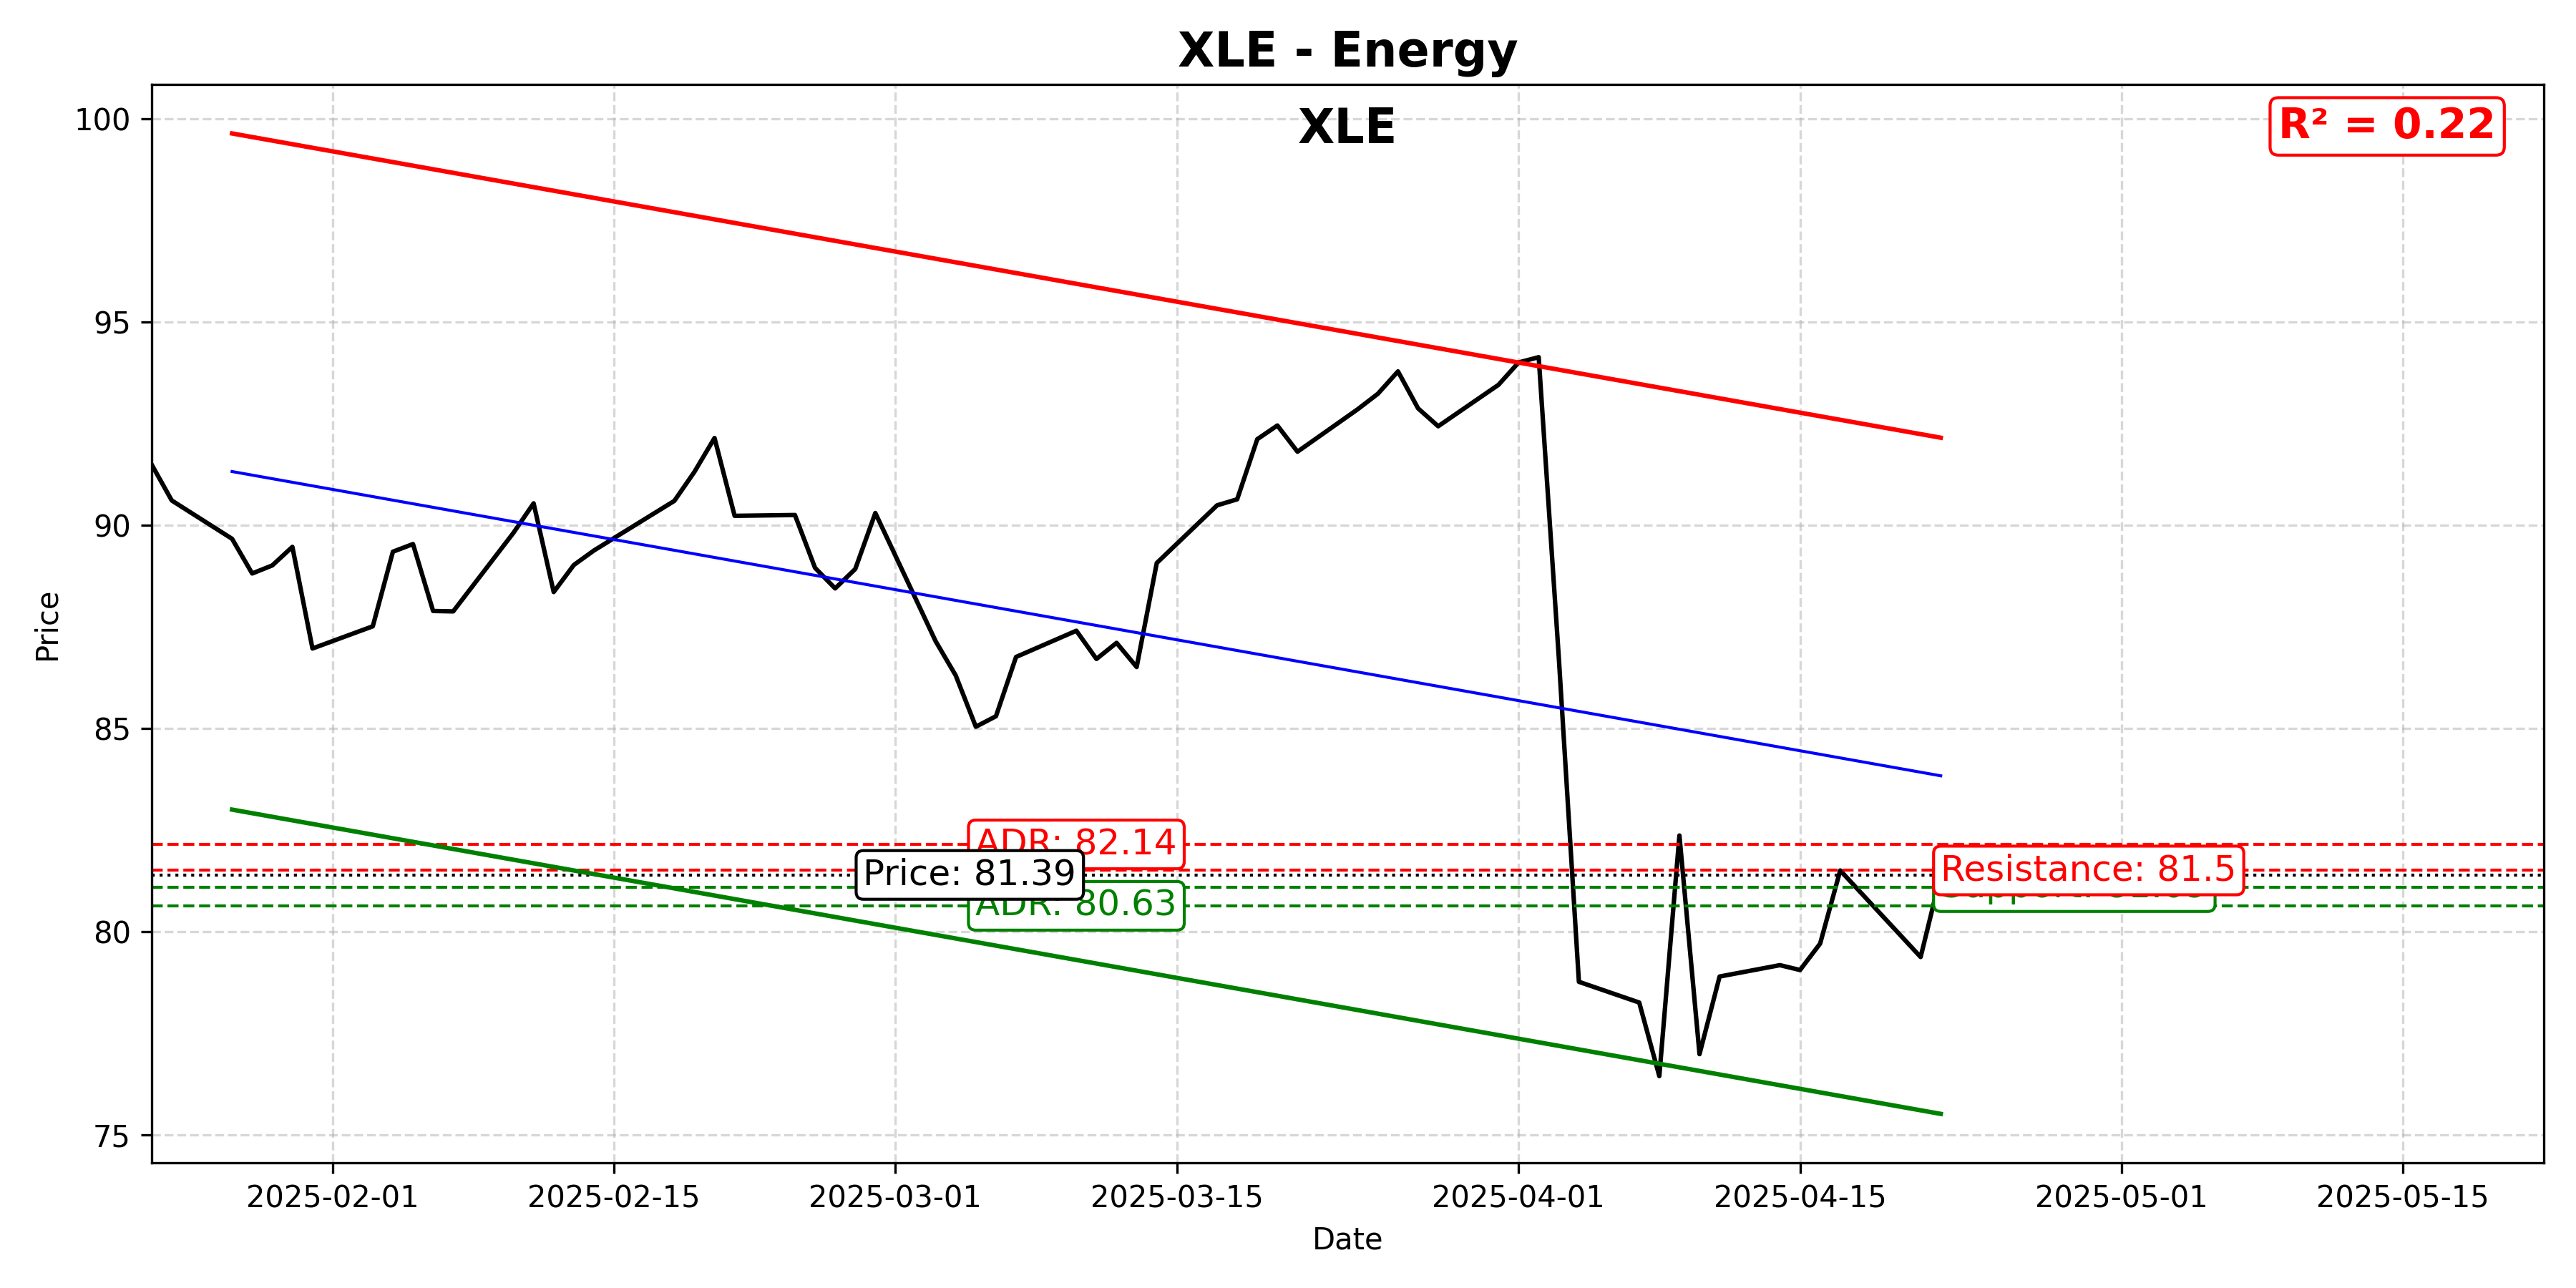 XLE - Energy
XLE
R² = 0.22
100
95
90
85
80
75
Price
ADR: 82.14
Price: 81.39
ADR: 80.63
Resistance: 81.5
2025-02-01
2025-02-15
2025-03-01
2025-03-15
2025-04-01
2025-04-15
2025-05-01
2025-05-15
Date